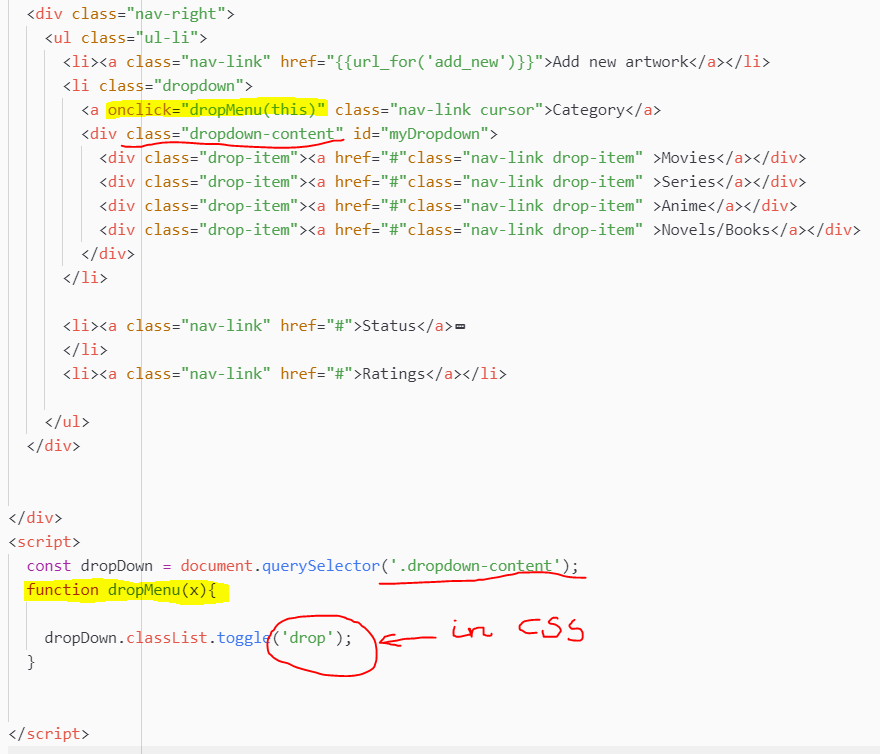 <div class="nav-right">
<ul class="ul-li">
<li><a class="nav-link" href="{{url_for('add_new')}}">Add new artwork</a></li>
<li class="dropdown">
<a onclick="dropMenu(this)" class="nav-link cursor">Category</a>
<div class="dropdown-content" id="myDropdown">
<div class="drop-item"><a href="#"class="nav-link drop-item" >Movies</a></div>
<div class="drop-item"><a href="#"class="nav-link drop-item" >Series</a></div>
<div class="drop-item"><a href="#"class="nav-link drop-item" >Anime</a></div>
<div class="drop-item"><a href="#"class="nav-link drop-item" >Novels/Books</a></div>
</div>
</li>
<li><a class="nav-link" href="#">Status</a>
</li>
<li><a class="nav-link" href="#">Ratings</a></li>
</ul>
</div>
</div>
<script>
const dropDown = document.querySelector('.dropdown-content');
function dropMenu(x){
dropDown.classList.toggle('drop'); in CSS
}
</script>